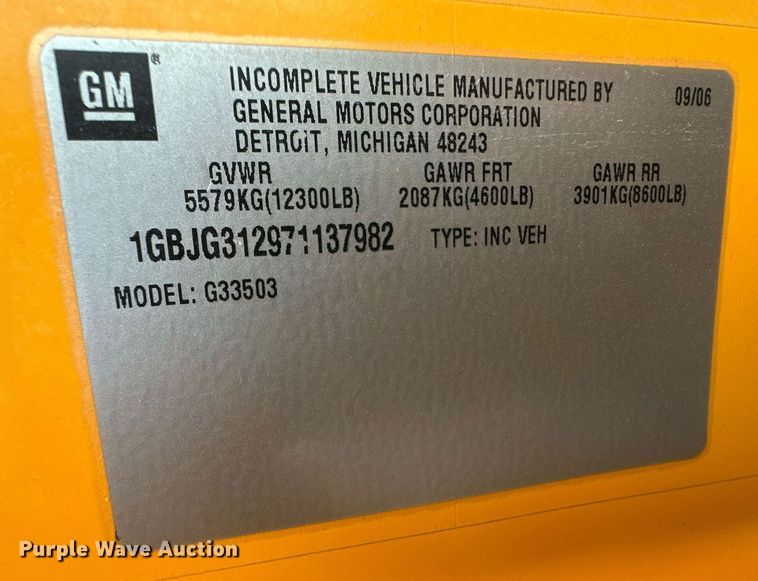 GM®
INCOMPLETE VEHICLE MANUFACTURED BY 09/06
GENERAL MOTORS CORPORATION
DETROIT, MICHIGAN 48243
GVWR GAWR FRT GAWR RR
5579KG(12300LB) 2087KG(4600LB) 3901KG(8600LB)
1GBJG312971137982 TYPE: INC VEH
MODEL: G33503
Purple Wave Auction